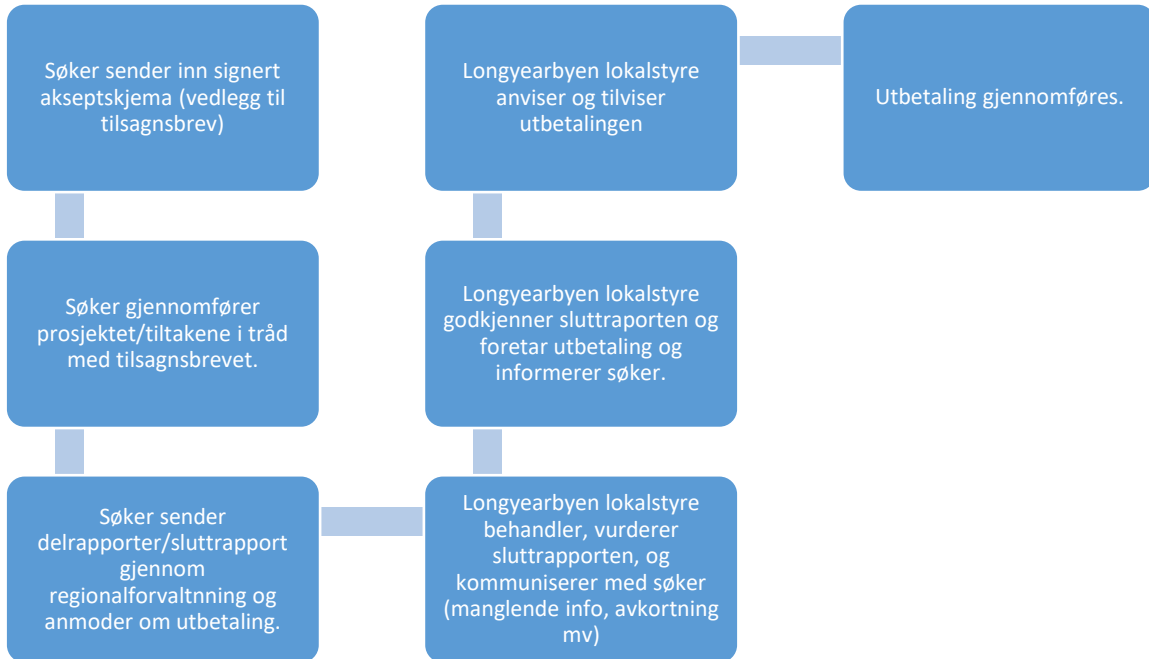 Søker sender inn signert
akseptskjema (vedlegg til
tilsagnsbrev)
Søker gjennomfører
prosjektet/tiltakene i tråd
med tilsagnsbrevet.
Søker sender
delrapporter/sluttrapport
gjennom
regionalforvaltnning og
anmoder om utbetaling.
Longyearbyen lokalstyre
behandler, vurderer
sluttrapporten, og
kommuniserer med søker
(manglende info, avkortning
mv)
Longyearbyen lokalstyre
godkjenner sluttraporten og
foretar utbetaling og
informerer søker.
Longyearbyen lokalstyre
anviser og tilviser
utbetalingen
Utbetaling gjennomføres.